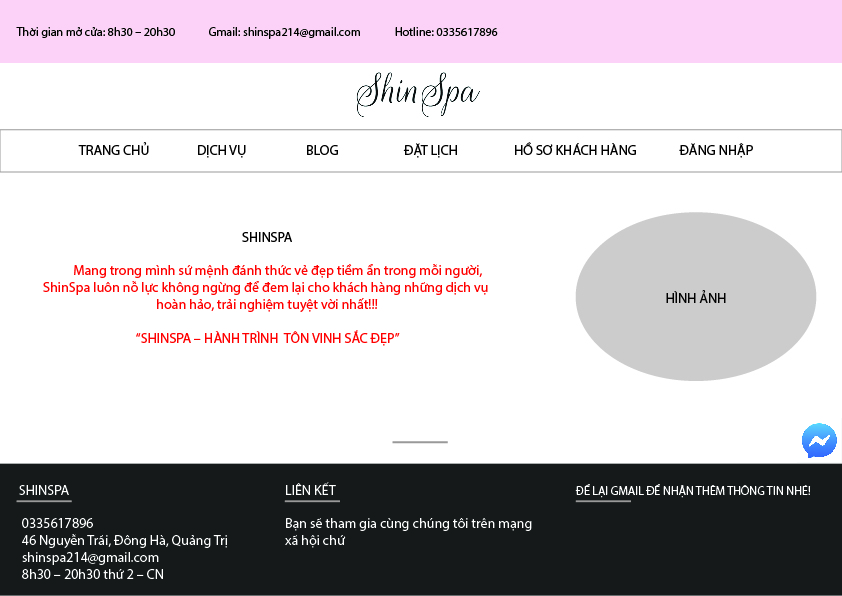 Thời gian mở cửa: 8h30 – 20h30 Gmail: shinspa214@gmail.com Hotline: 0335617896
Shin Spa
TRANG CHỦ DỊCH VỤ BLOG ĐẶT LỊCH HỒ SƠ KHÁCH HÀNG ĐĂNG NHẬP
SHINSPA
Mang trong mình sứ mệnh đánh thức vẻ đẹp tiềm ẩn trong mỗi người,
ShinSpa luôn nỗ lực không ngừng để đem lại cho khách hàng những dịch vụ
hoàn hảo, trải nghiệm tuyệt vời nhất!!!
“SHINSPA – HÀNH TRÌNH TÔN VINH SẮC ĐẸP”
HÌNH ẢNH
SHINSPA
0335617896
46 Nguyễn Trái, Đông Hà, Quảng Trị
shinspa214@gmail.com
8h30 – 20h30 thứ 2 – CN
LIÊN KẾT
Bạn sẽ tham gia cùng chúng tôi trên mạng
xã hội chứ
ĐỂ LẠI GMAIL ĐỂ NHẬN THÊM THÔNG TIN NHÉ!